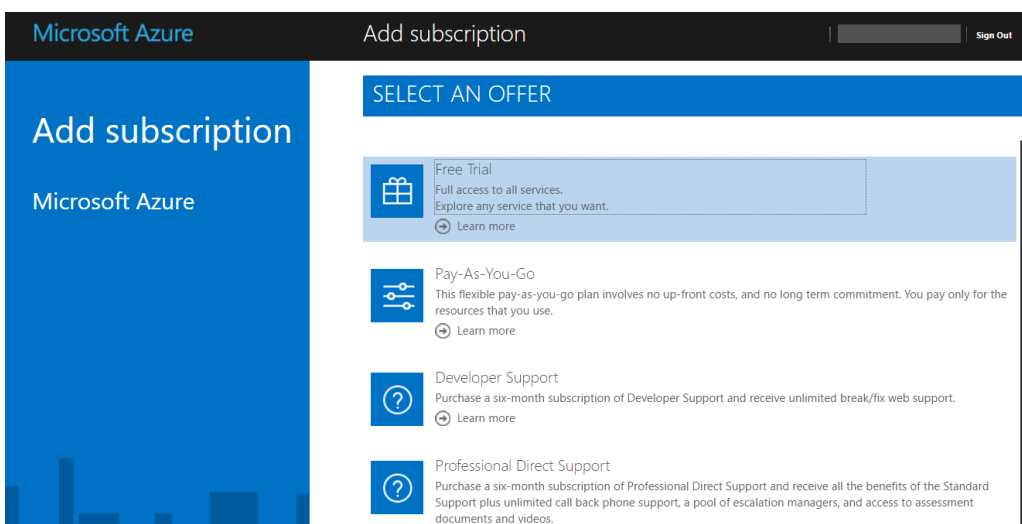 Microsoft Azure
Add subscription
Sign Out
Add subscription
Microsoft Azure
SELECT AN OFFER
Free Trial
Full access to all services.
Explore any service that you want.
Learn more
Pay-As-You-Go
This flexible pay-as-you-go plan involves no up-front costs, and no long term commitment. You pay only for the
resources that you use.
Learn more
Developer Support
Purchase a six-month subscription of Developer Support and receive unlimited break/fix web support.
Learn more
Professional Direct Support
Purchase a six-month subscription of Professional Direct Support and receive all the benefits of the Standard
Support plus unlimited call back phone support, a pool of escalation managers, and access to assessment
documents and videos.